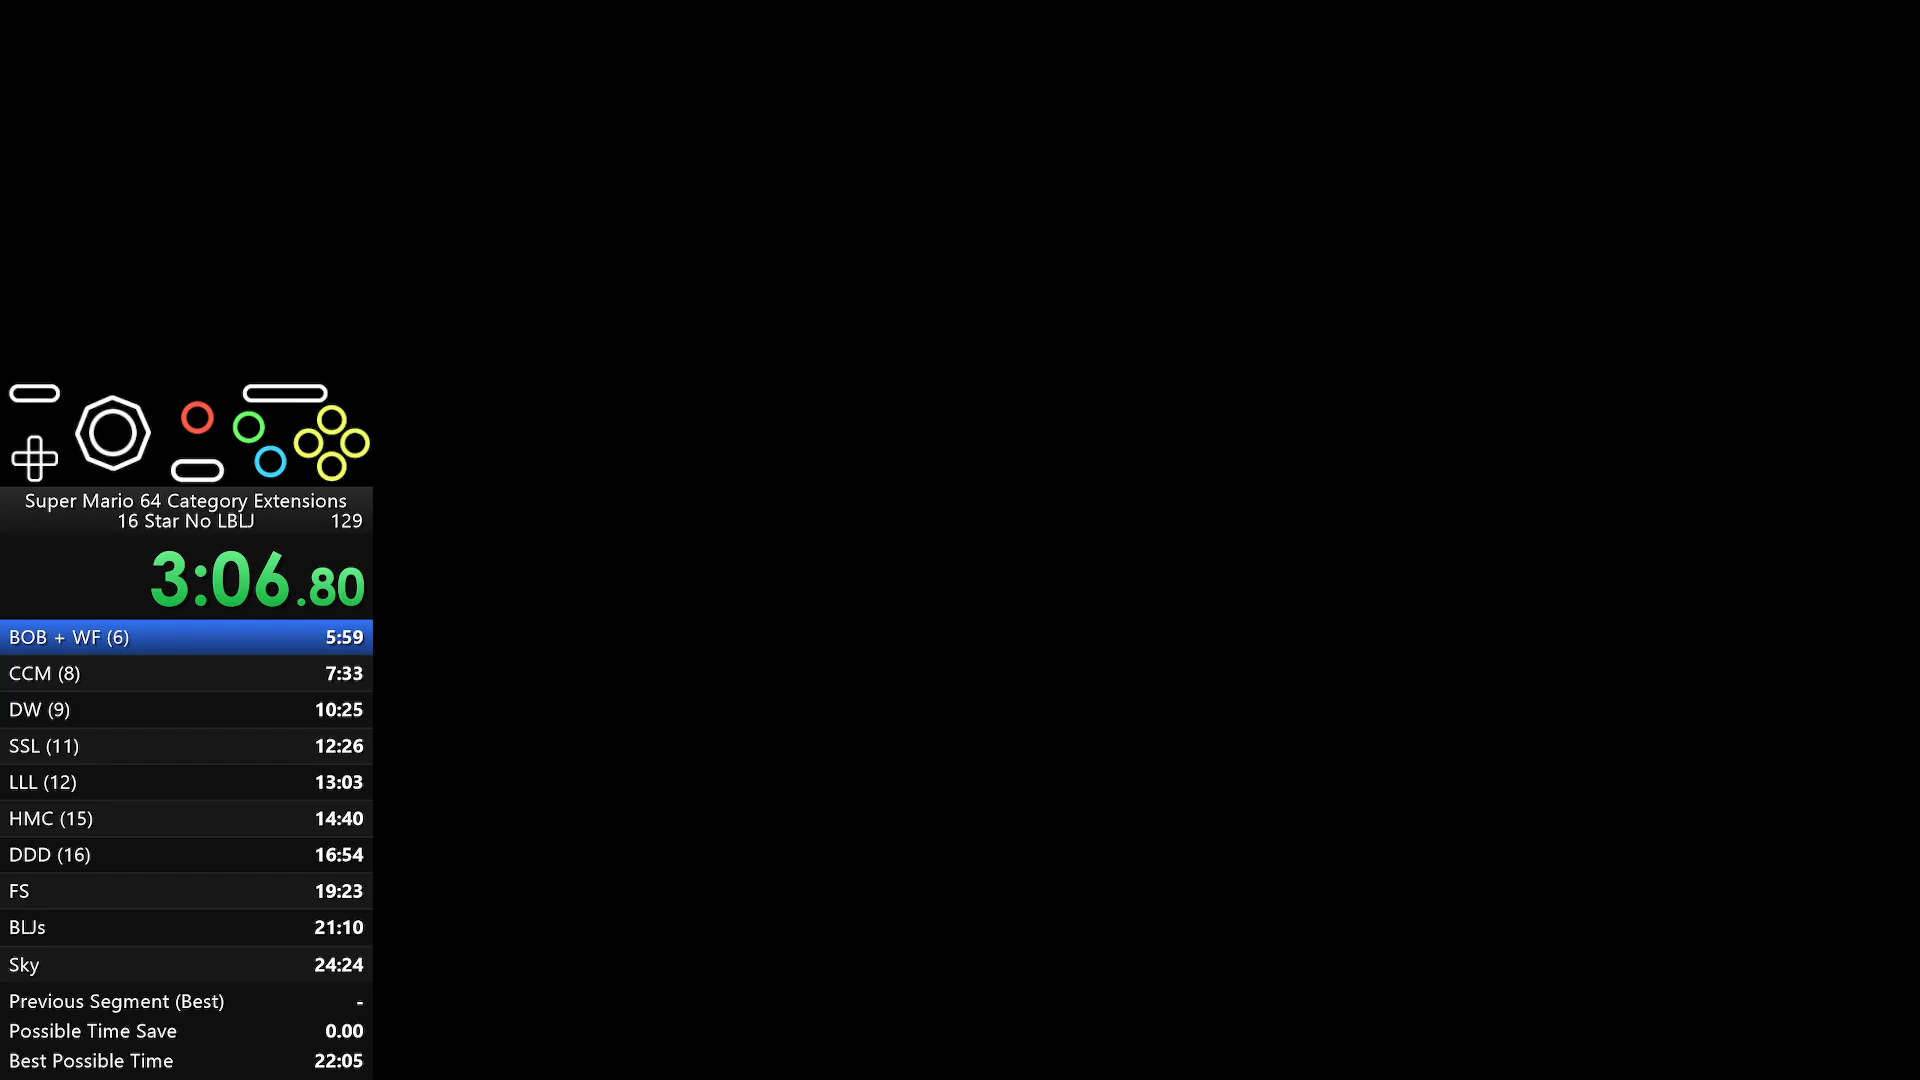 Super Mario 64 Category Extensions
16 Star No LBLJ 129
3:06.80
BOB + WF (6) 5:59
CCM (8) 7:33
DW (9) 10:25
SSL (11) 12:26
LLL (12) 13:03
HMC (15) 14:40
DDD (16) 16:54
FS 19:23
BLJs 21:10
Sky 24:24
Previous Segment (Best) -
Possible Time Save 0.00
Best Possible Time 22:05